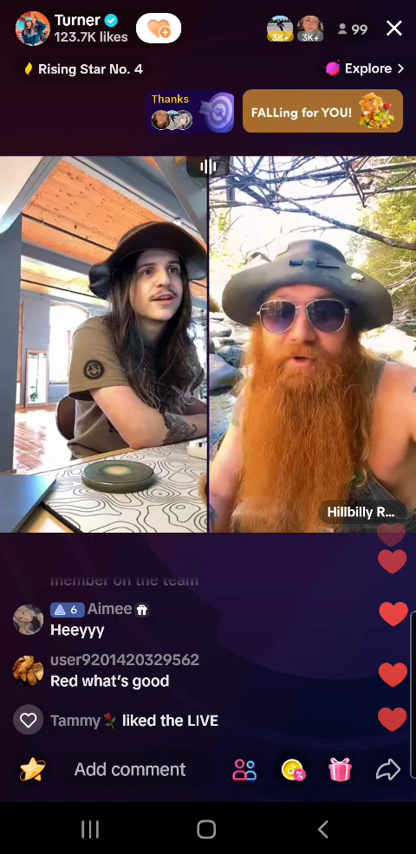 Turner
123.7K likes
3K+
3K+
99
Rising Star No. 4
Explore >
Thanks
FALLing for YOU!
Hillbilly R...
member on the team
6 Aimee
Heeyyy
user9201420329562
Red what's good
Tammy🌹 liked the LIVE
Add comment